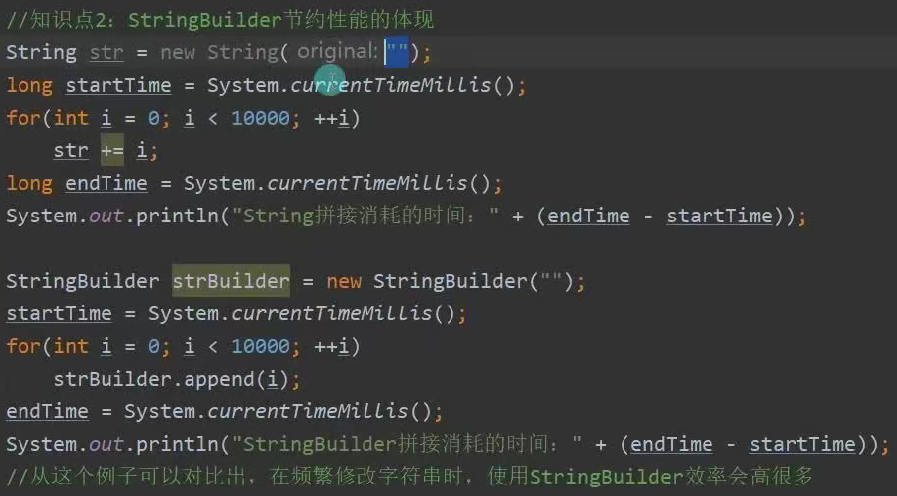 //知识点2：StringBuilder节约性能的体现
String str = new String( original: "");
long startTime = System.currentTimeMillis();
for(int i = 0; i < 10000; ++i)
str += i;
long endTime = System.currentTimeMillis();
System.out.println("String拼接消耗的时间：" + (endTime - startTime));
StringBuilder strBuilder = new StringBuilder("");
startTime = System.currentTimeMillis();
for(int i = 0; i < 10000; ++i)
strBuilder.append(i);
endTime = System.currentTimeMillis();
System.out.println("StringBuilder拼接消耗的时间：" + (endTime - startTime));
//从这个例子可以对比出，在频繁修改字符串时，使用StringBuilder效率会高很多